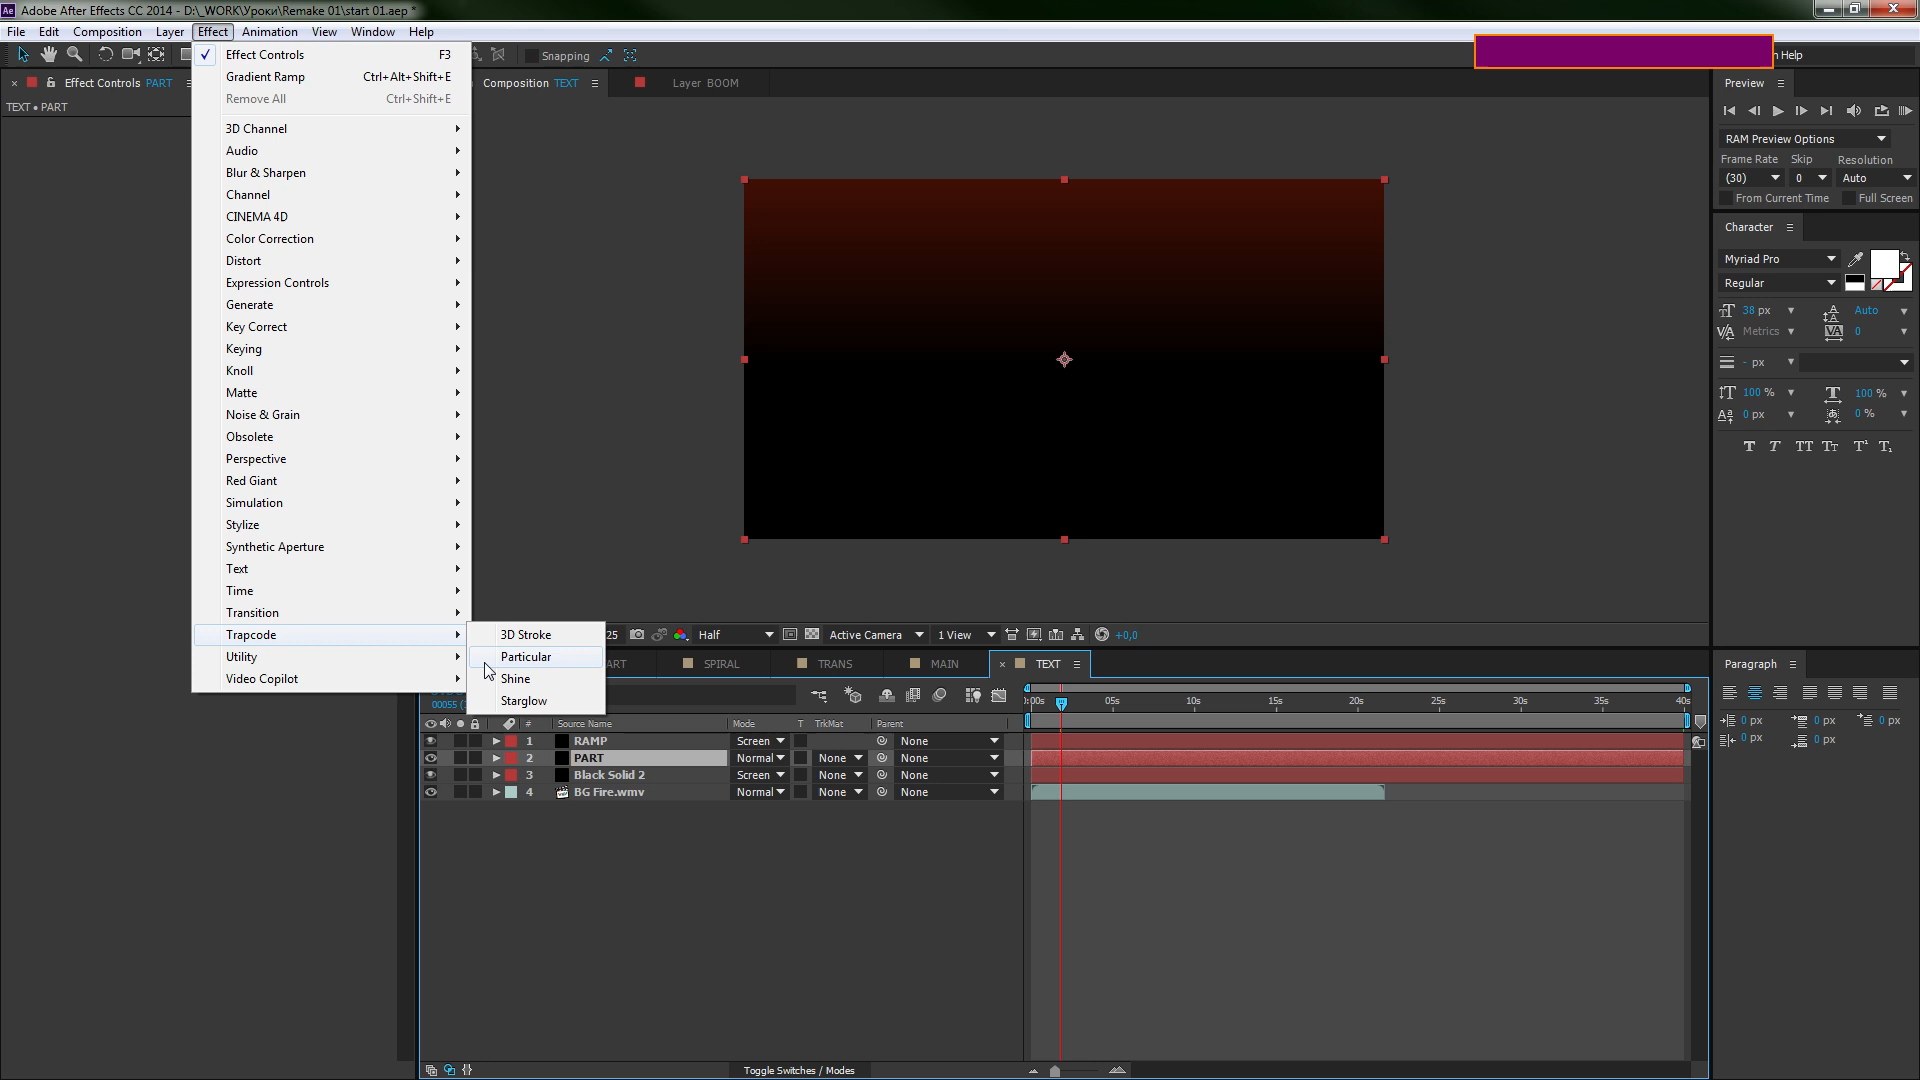 Adobe After Effects CC 2014 - D:\_WORK\Уроки\Remake 01\start 01.aep *
File Edit Composition Layer Effect Animation View Window Help
Snapping
Help
Effect Controls PART
TEXT • PART
Effect Controls F3
Gradient Ramp Ctrl+Alt+Shift+E
Remove All Ctrl+Shift+E
3D Channel
Audio
Blur & Sharpen
Channel
CINEMA 4D
Color Correction
Distort
Expression Controls
Generate
Key Correct
Keying
Knoll
Matte
Noise & Grain
Obsolete
Perspective
Red Giant
Simulation
Stylize
Synthetic Aperture
Text
Time
Transition
Trapcode
Utility
Video Copilot
3D Stroke
Particular
Shine
Starglow
Composition TEXT
Layer BOOM
Preview
RAM Preview Options
Frame Rate Skip Resolution
(30) 0 Auto
From Current Time Full Screen
Character
Myriad Pro
Regular
38 px Auto
Metrics 0
- px
100 % 100 %
0 px 0 %
T T TT Tт T¹ T₁
25 Half Active Camera 1 View +0,0
ART SPIRAL TRANS MAIN TEXT
00055
:00s 05s 10s 15s 20s 25s 30s 35s 40s
# Source Name Mode T TrkMat Parent
1 RAMP Screen None
2 PART Normal None None
3 Black Solid 2 Screen None None
4 BG Fire.wmv Normal None None
Toggle Switches / Modes
Paragraph
0 px 0 px 0 px
0 px 0 px